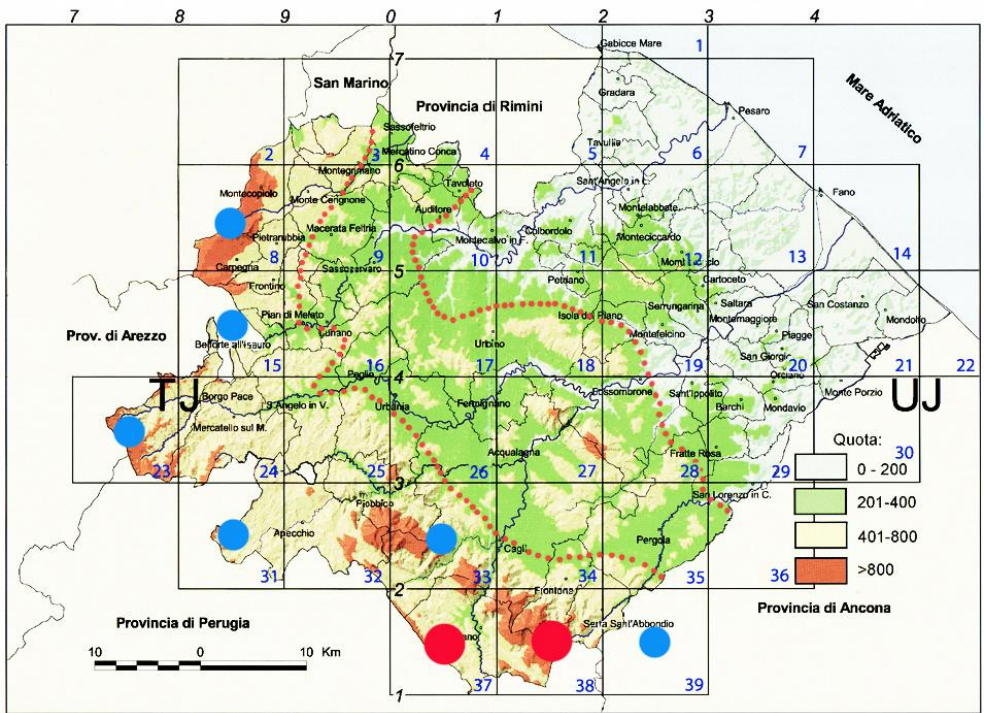 7 8 9 0 1 2 3 4
7
Gabicce Mare 1
San Marino
Gradara
Mare Adriatico
Provincia di Rimini
Pesaro
Sassofeltrio
Mercatino Conca
Tavullia
2 3 4 5 6 7
6
Montegrimano
Montecopiolo
Tavoleto
Sant'Angelo in L.
Fano
Monte Cerignone
Auditore
Montelabbate
Macerata Feltria
Colbordolo
Montecalvo in F.
Montecicardo
Pietrarubbia
8 9 10 11 12 13 14
Carpegna
Sassocorvaro
5
Petriano
Cartoceto
Frontino
Serrungarina
Saltara
San Costanzo
Pian di Meleto
Isola del Piano
Montemaggiore
Mondolfo
Prov. di Arezzo
Lunano
Montefelcino
Belforte all'Isauro
Urbino
Piagge
San Giorgio
15 16 17 18 19 20 21 22
Peglio
4
Orciano
TJ
Borgo Pace
S.Angelo in V.
Urbania
Fermignano
Fossombrone
Sant'Ippolito
Barchi
Mondavio
Monte Porzio
UJ
Mercatello sul M.
Acqualagna
Fratte Rosa
Quota:
23 24 25 26 27 28 29 30
3
San Lorenzo in C.
0 - 200
Piobbico
201-400
Apecchio
Cagli
Pergola
401-800
31 32 33 34 35 36
>800
2
Frontone
Provincia di Ancona
Provincia di Perugia
Serra Sant'Abbondio
10 0 10 Km
37 38 39
1